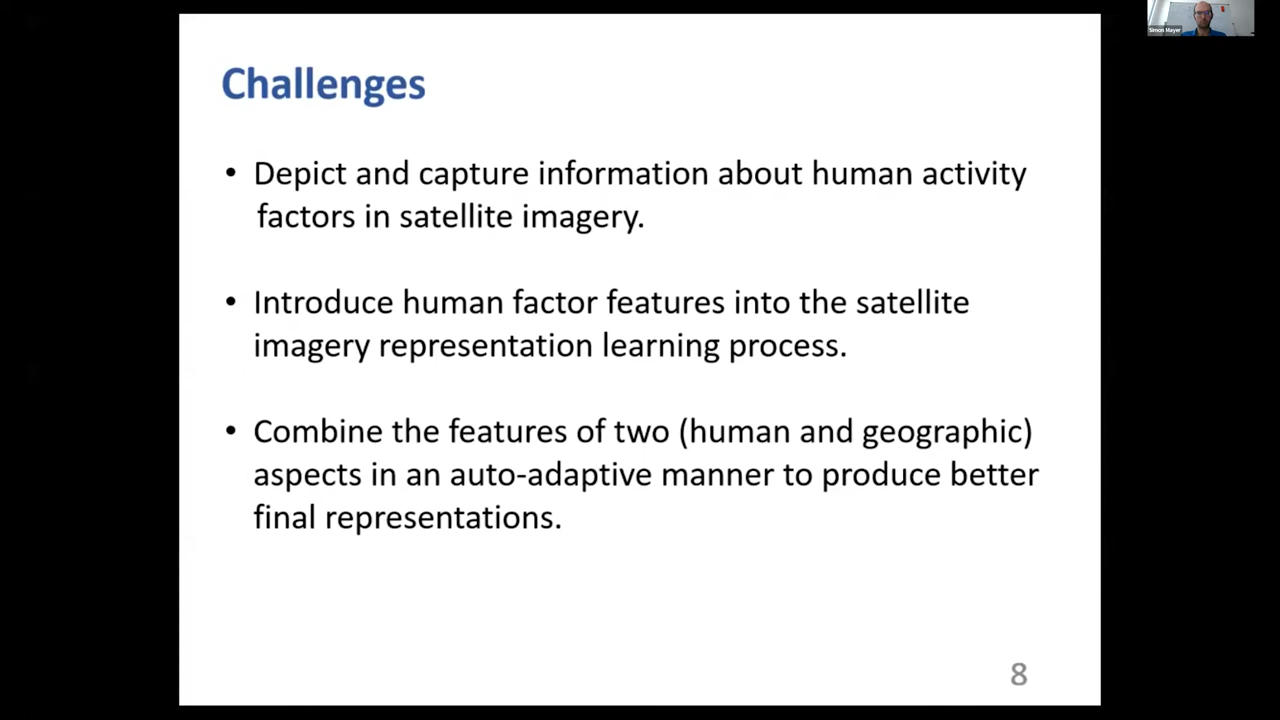 Simon Mayer
Challenges
• Depict and capture information about human activity
factors in satellite imagery.
• Introduce human factor features into the satellite
imagery representation learning process.
• Combine the features of two (human and geographic)
aspects in an auto-adaptive manner to produce better
final representations.
8